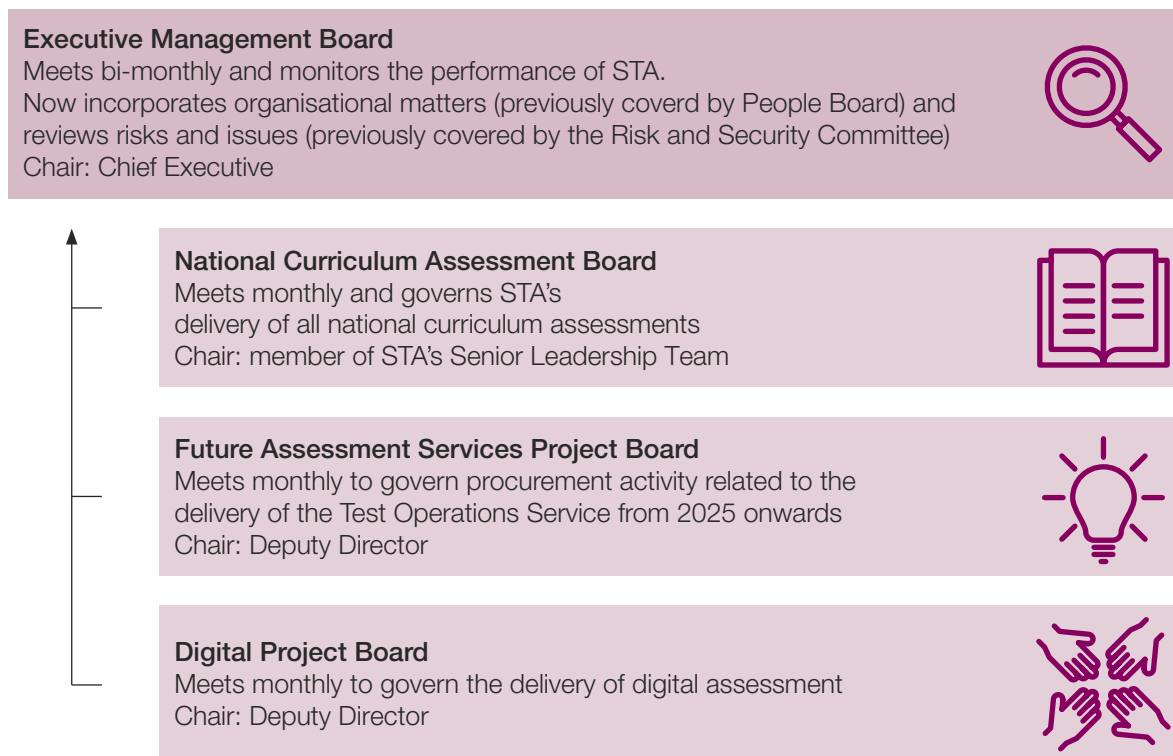 Executive Management Board
Meets bi-monthly and monitors the performance of STA.
Now incorporates organisational matters (previously coverd by People Board) and
reviews risks and issues (previously covered by the Risk and Security Committee)
Chair: Chief Executive
National Curriculum Assessment Board
Meets monthly and governs STA’s
delivery of all national curriculum assessments
Chair: member of STA’s Senior Leadership Team
Future Assessment Services Project Board
Meets monthly to govern procurement activity related to the
delivery of the Test Operations Service from 2025 onwards
Chair: Deputy Director
Digital Project Board
Meets monthly to govern the delivery of digital assessment
Chair: Deputy Director